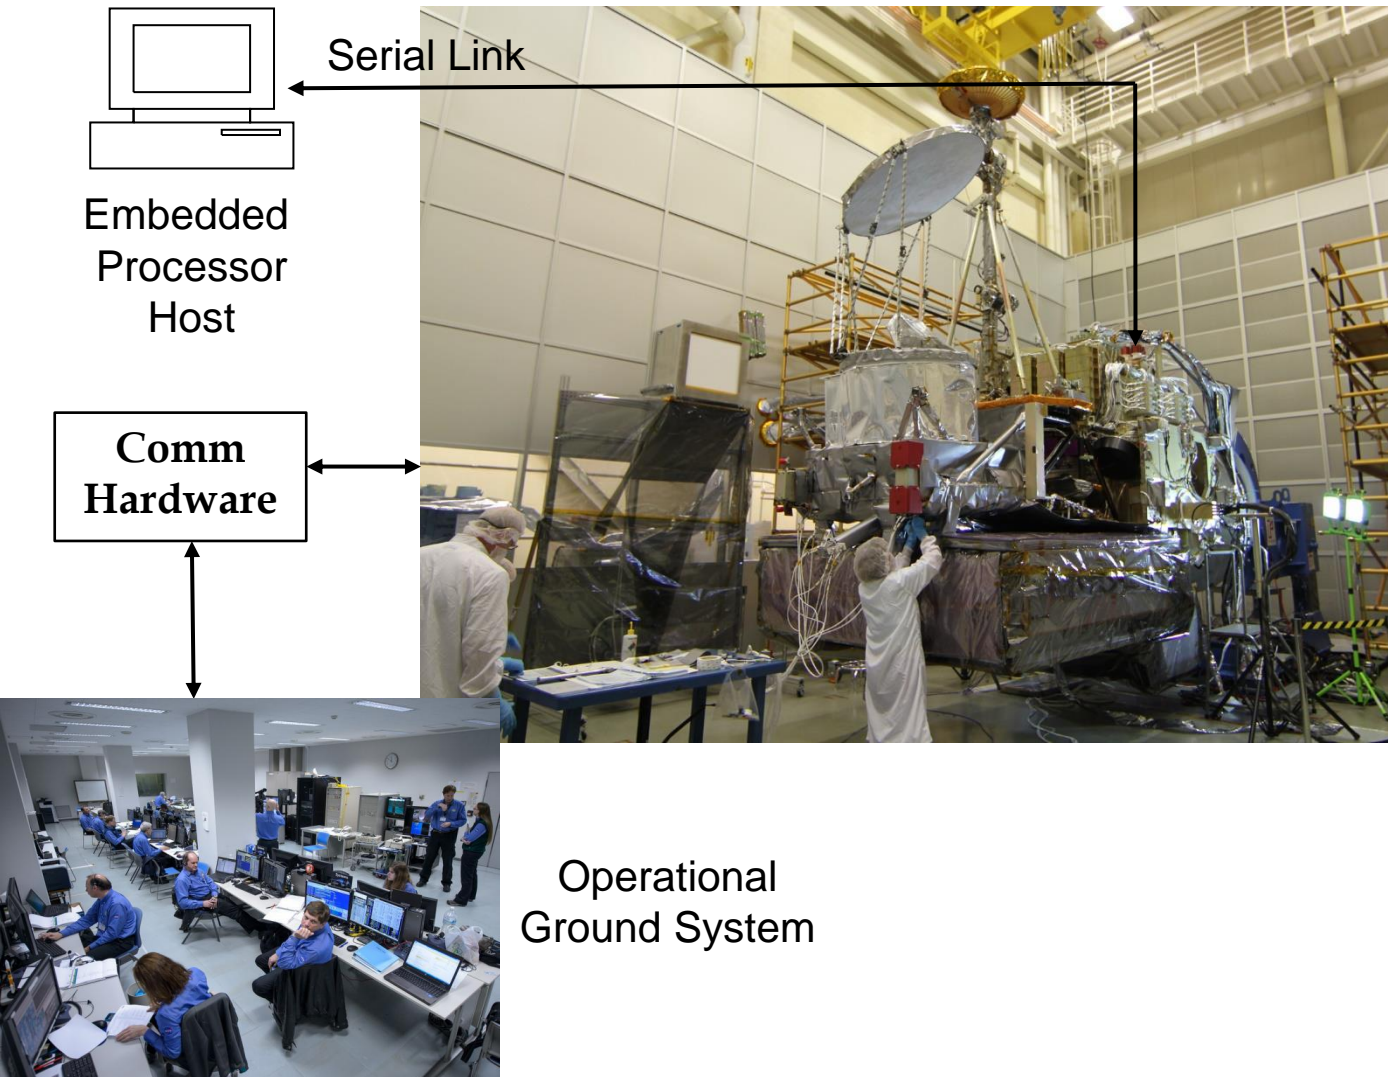 Serial Link
Embedded
Processor
Host
Comm
Hardware
Operational
Ground System